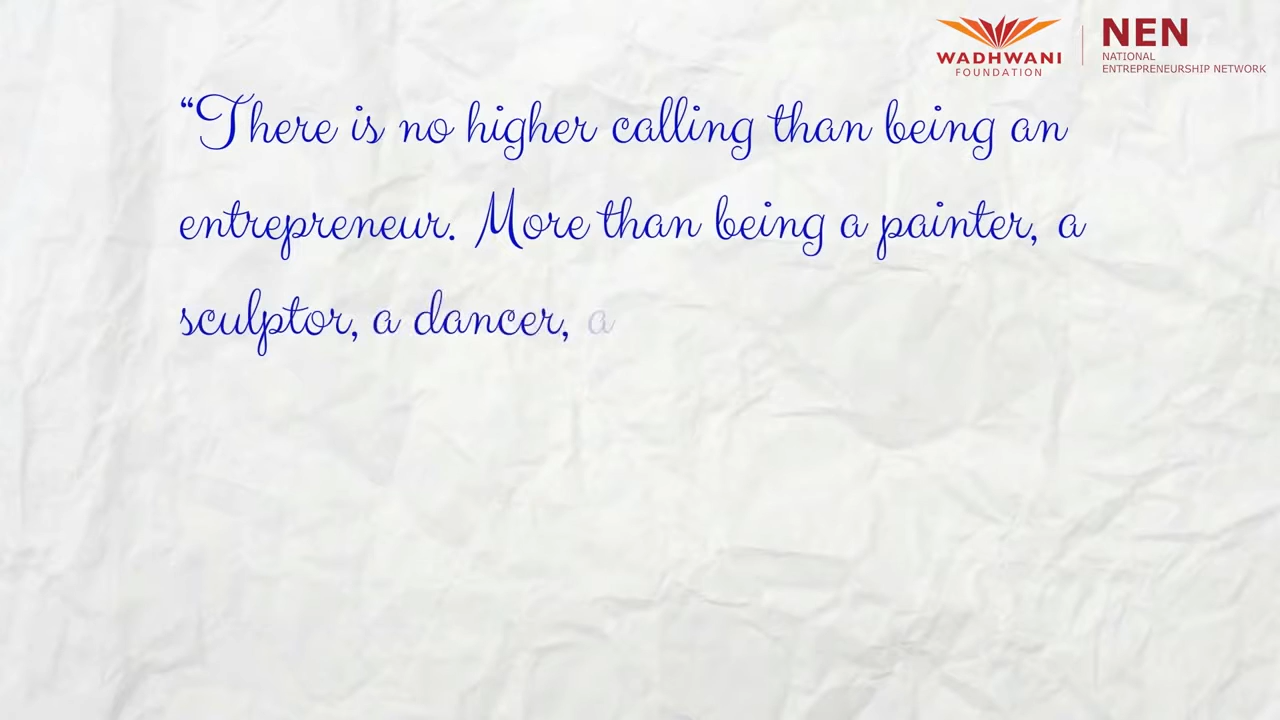 WADHWANI
FOUNDATION
NEN
NATIONAL
ENTREPRENEURSHIP NETWORK
“There is no higher calling than being an
entrepreneur. More than being a painter, a
sculptor, a dancer, a